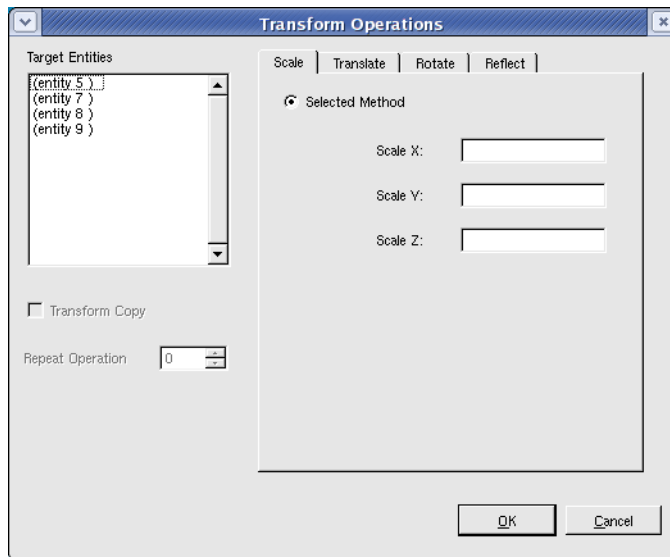 Transform Operations
Target Entities
(entity 5 )
(entity 7 )
(entity 8 )
(entity 9 )
Transform Copy
Repeat Operation 0
Scale Translate Rotate Reflect
Selected Method
Scale X:
Scale Y:
Scale Z:
OK Cancel